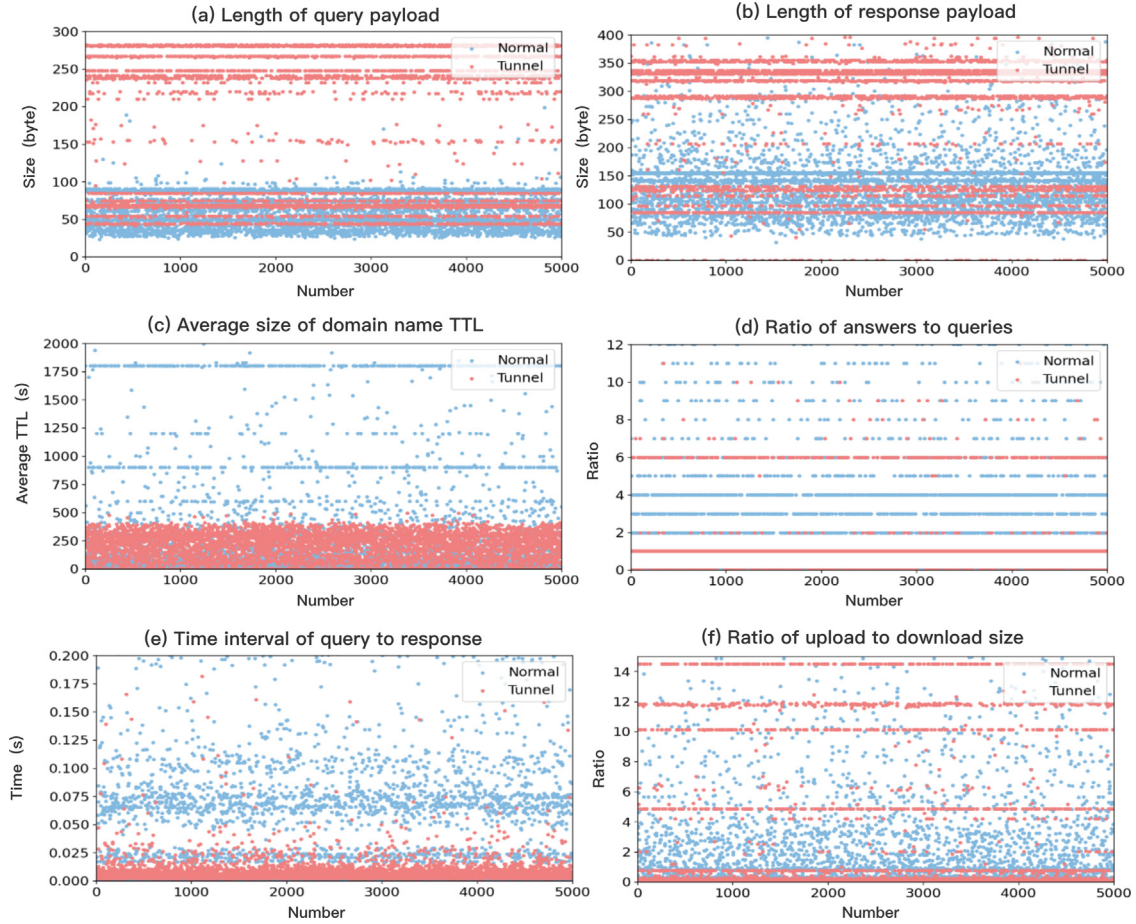 (a) Length of query payload
300
250
200
150
100
50
0
Size (byte)
Normal
Tunnel
0 1000 2000 3000 4000 5000
Number
(b) Length of response payload
400
350
300
250
200
150
100
50
0
Size (byte)
Normal
Tunnel
0 1000 2000 3000 4000 5000
Number
(c) Average size of domain name TTL
2000
1750
1500
1250
1000
750
500
250
0
Average TTL (s)
Normal
Tunnel
0 1000 2000 3000 4000 5000
Number
(d) Ratio of answers to queries
12
10
8
6
4
2
0
Ratio
Normal
Tunnel
0 1000 2000 3000 4000 5000
Number
(e) Time interval of query to response
0.200
0.175
0.150
0.125
0.100
0.075
0.050
0.025
0.000
Time (s)
Normal
Tunnel
0 1000 2000 3000 4000 5000
Number
(f) Ratio of upload to download size
14
12
10
8
6
4
2
0
Ratio
Normal
Tunnel
0 1000 2000 3000 4000 5000
Number